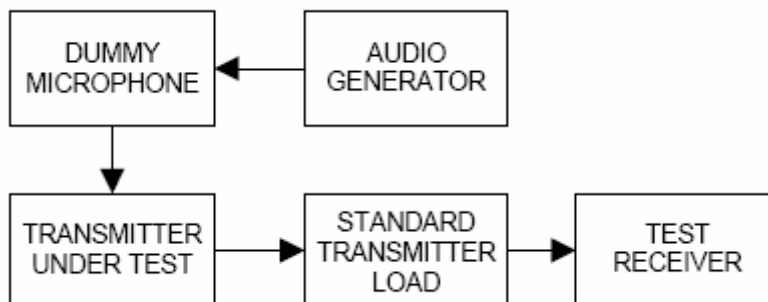 DUMMY
MICROPHONE
AUDIO
GENERATOR
TRANSMITTER
UNDER TEST
STANDARD
TRANSMITTER
LOAD
TEST
RECEIVER